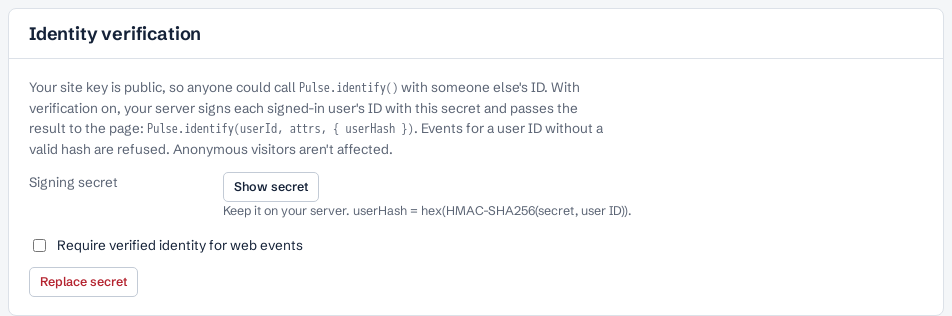 Identity verification
Your site key is public, so anyone could call Pulse.identify() with someone else's ID. With
verification on, your server signs each signed-in user's ID with this secret and passes the
result to the page: Pulse.identify(userId, attrs, { userHash }). Events for a user ID without a
valid hash are refused. Anonymous visitors aren't affected.
Signing secret
Show secret
Keep it on your server. userHash = hex(HMAC-SHA256(secret, user ID)).
Require verified identity for web events
Replace secret